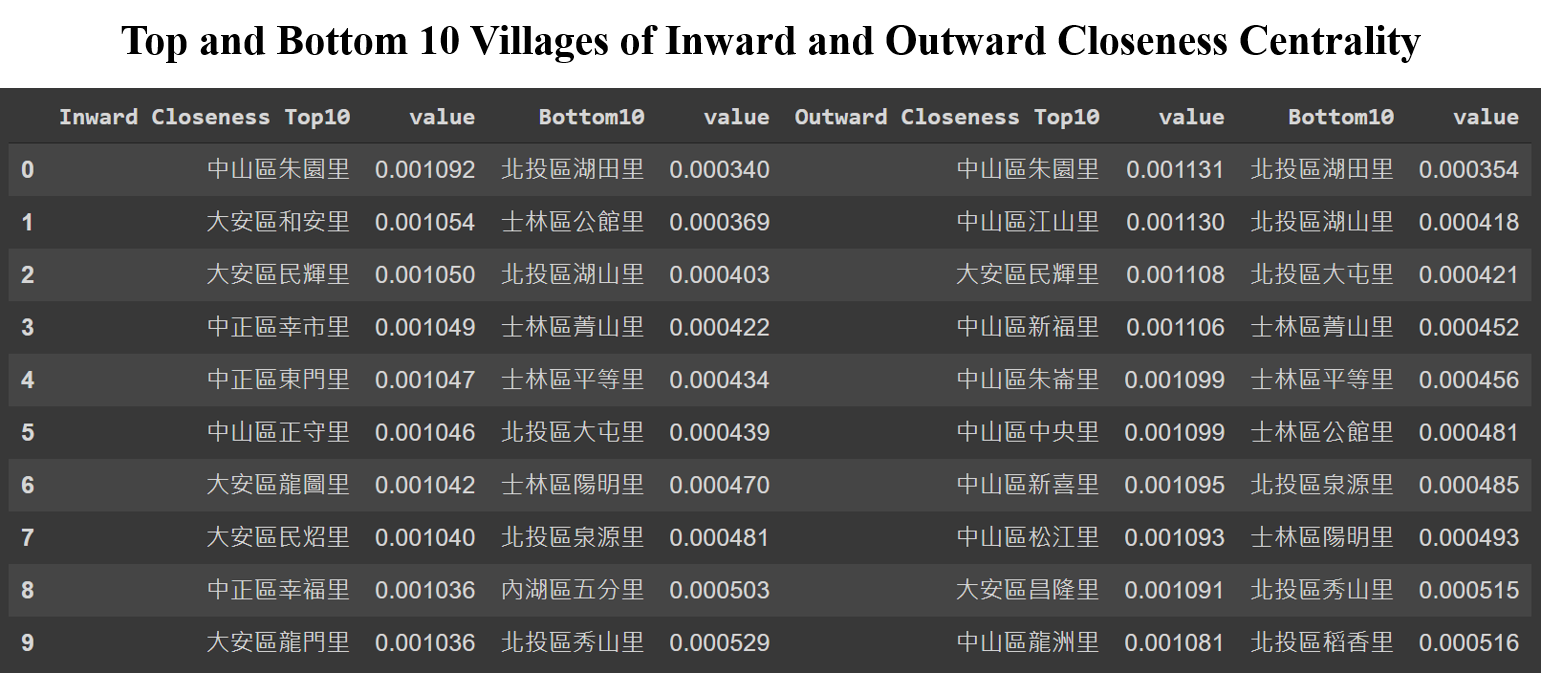 Top and Bottom 10 Villages of Inward and Outward Closeness Centrality
Inward Closeness Top10 value Bottom10 value Outward Closeness Top10 value Bottom10 value
0 中山區朱園里 0.001092 北投區湖田里 0.000340 中山區朱園里 0.001131 北投區湖田里 0.000354
1 大安區和安里 0.001054 士林區公館里 0.000369 中山區江山里 0.001130 北投區湖山里 0.000418
2 大安區民輝里 0.001050 北投區湖山里 0.000403 大安區民輝里 0.001108 北投區大屯里 0.000421
3 中正區幸市里 0.001049 士林區菁山里 0.000422 中山區新福里 0.001106 士林區菁山里 0.000452
4 中正區東門里 0.001047 士林區平等里 0.000434 中山區朱崙里 0.001099 士林區平等里 0.000456
5 中山區正守里 0.001046 北投區大屯里 0.000439 中山區中央里 0.001099 士林區公館里 0.000481
6 大安區龍圖里 0.001042 士林區陽明里 0.000470 中山區新喜里 0.001095 北投區泉源里 0.000485
7 大安區民炤里 0.001040 北投區泉源里 0.000481 中山區松江里 0.001093 士林區陽明里 0.000493
8 中正區幸福里 0.001036 內湖區五分里 0.000503 大安區昌隆里 0.001091 北投區秀山里 0.000515
9 大安區龍門里 0.001036 北投區秀山里 0.000529 中山區龍洲里 0.001081 北投區稻香里 0.000516